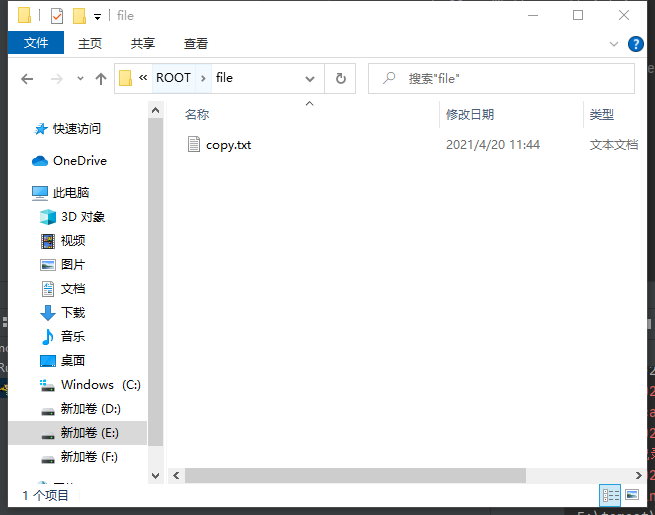 file
文件 主页 共享 查看
« ROOT › file
搜索"file"
名称 修改日期 类型
copy.txt 2021/4/20 11:44 文本文档
快速访问
OneDrive
此电脑
3D 对象
视频
图片
文档
下载
音乐
桌面
Windows (C:)
新加卷 (D:)
新加卷 (E:)
新加卷 (F:)
1 个项目